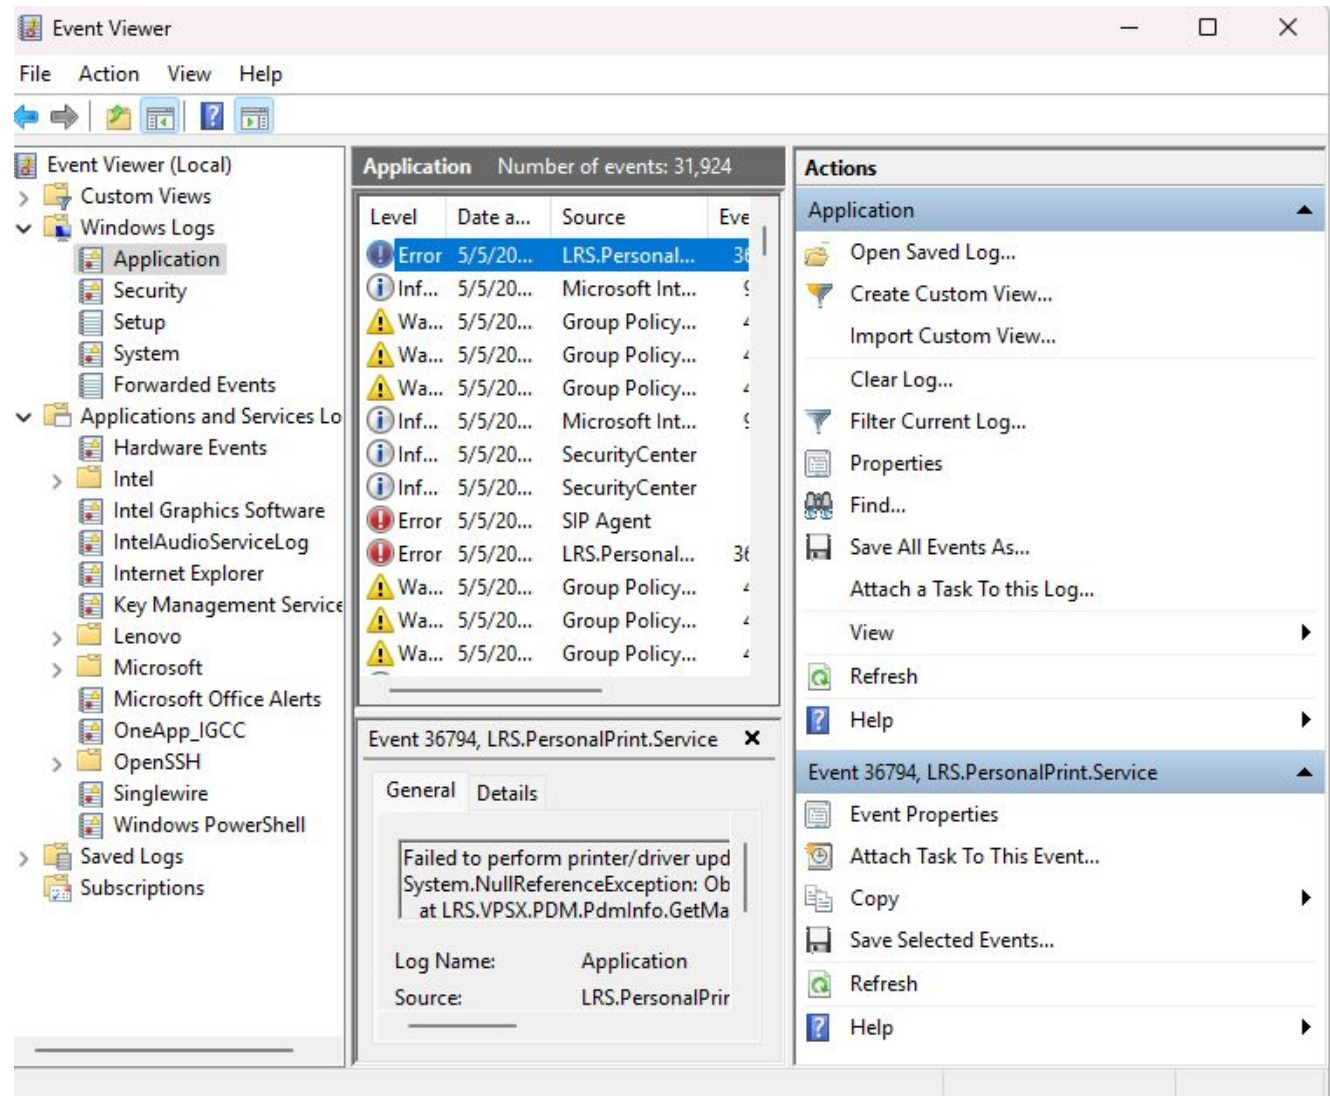 Event Viewer
File Action View Help
Event Viewer (Local)
Custom Views
Windows Logs
Application
Security
Setup
System
Forwarded Events
Applications and Services Lo
Hardware Events
Intel
Intel Graphics Software
IntelAudioServiceLog
Internet Explorer
Key Management Service
Lenovo
Microsoft
Microsoft Office Alerts
OneApp_IGCC
OpenSSH
Singlewire
Windows PowerShell
Saved Logs
Subscriptions
Application Number of events: 31,924
Level Date a... Source Eve
Error 5/5/20... LRS.Personal... 36
Inf... 5/5/20... Microsoft Int... 9
Wa... 5/5/20... Group Policy... 4
Wa... 5/5/20... Group Policy... 4
Wa... 5/5/20... Group Policy... 4
Inf... 5/5/20... Microsoft Int... 9
Inf... 5/5/20... SecurityCenter
Inf... 5/5/20... SecurityCenter
Error 5/5/20... SIP Agent
Error 5/5/20... LRS.Personal... 36
Wa... 5/5/20... Group Policy... 4
Wa... 5/5/20... Group Policy... 4
Wa... 5/5/20... Group Policy... 4
Event 36794, LRS.PersonalPrint.Service
General Details
Failed to perform printer/driver upd
System.NullReferenceException: Ob
at LRS.VPSX.PDM.PdmInfo.GetMa
Log Name: Application
Source: LRS.PersonalPrin
Actions
Application
Open Saved Log...
Create Custom View...
Import Custom View...
Clear Log...
Filter Current Log...
Properties
Find...
Save All Events As...
Attach a Task To this Log...
View
Refresh
Help
Event 36794, LRS.PersonalPrint.Service
Event Properties
Attach Task To This Event...
Copy
Save Selected Events...
Refresh
Help